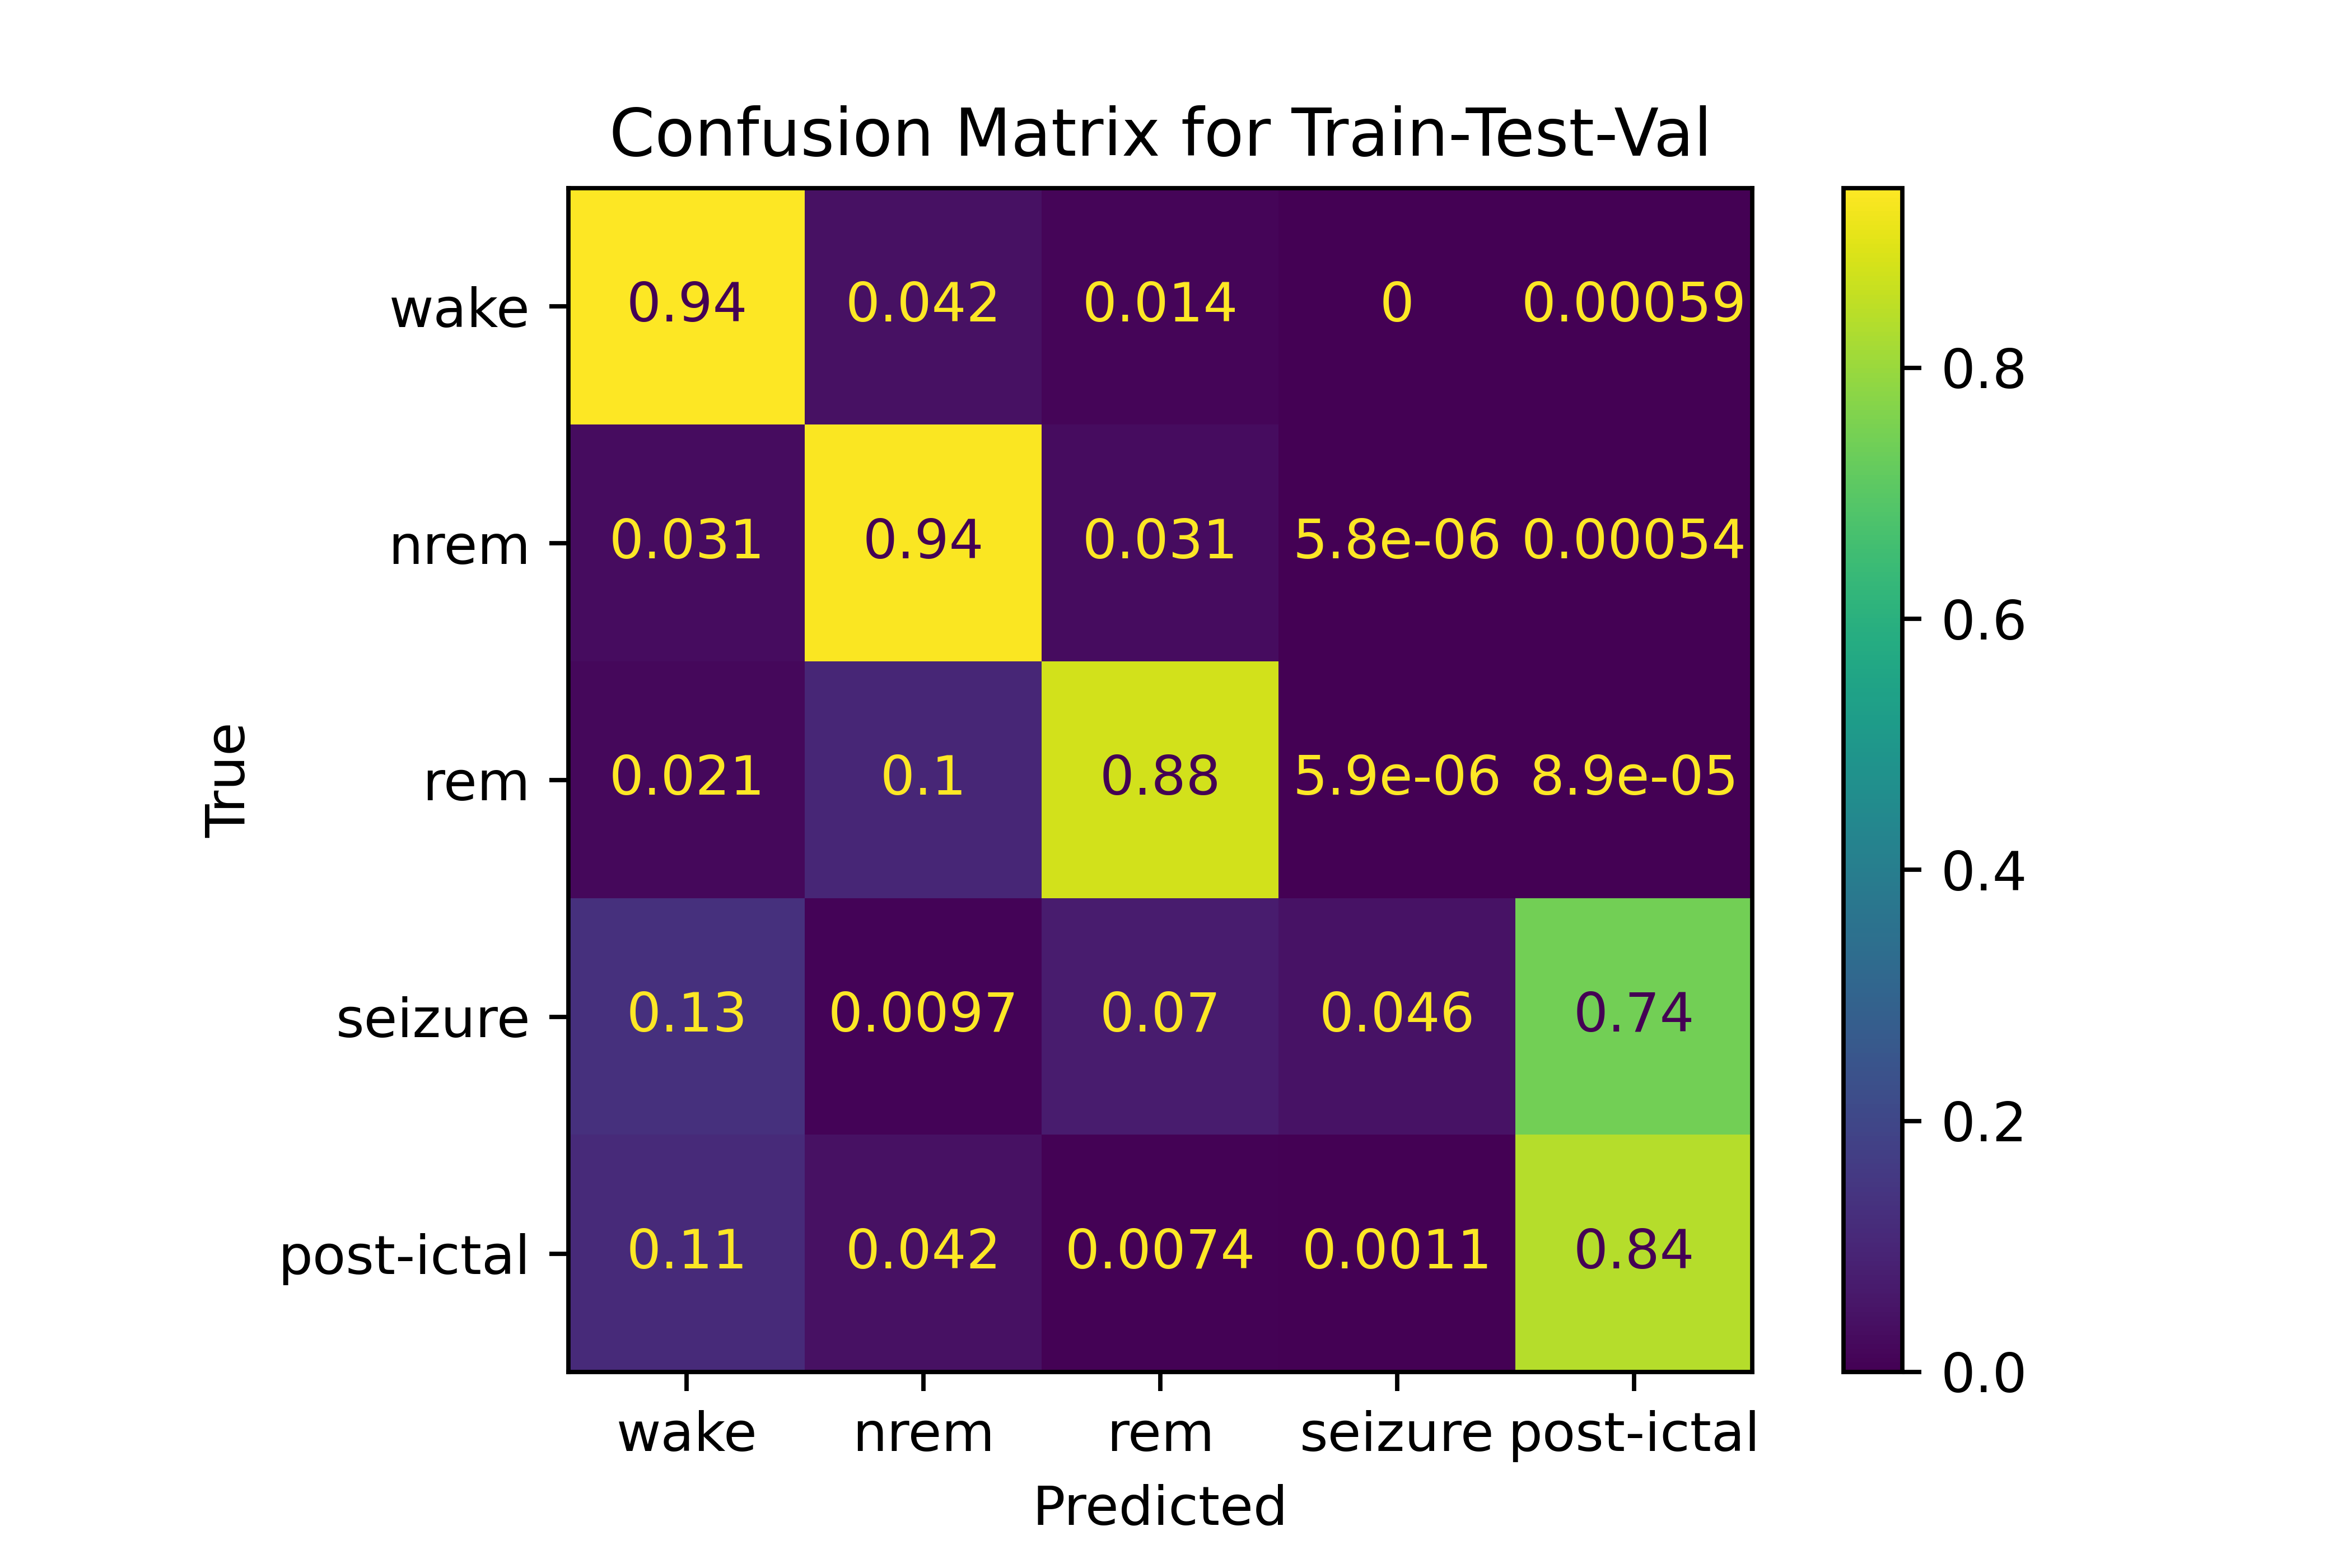 Confusion Matrix for Train-Test-Val
True
wake 0.94 0.042 0.014 0 0.00059
nrem 0.031 0.94 0.031 5.8e-06 0.00054
rem 0.021 0.1 0.88 5.9e-06 8.9e-05
seizure 0.13 0.0097 0.07 0.046 0.74
post-ictal 0.11 0.042 0.0074 0.0011 0.84
wake nrem rem seizure post-ictal
Predicted
0.8
0.6
0.4
0.2
0.0